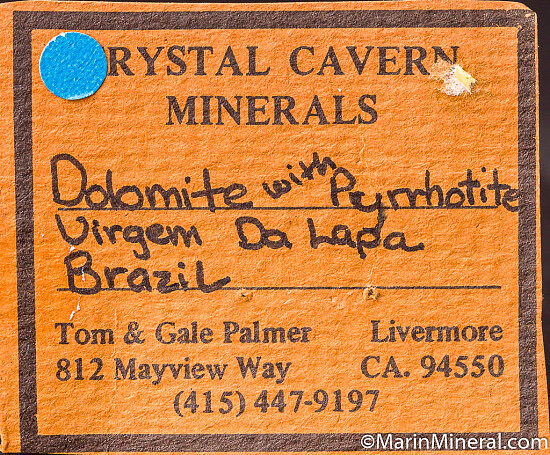 CRYSTAL CAVERN
MINERALS
Dolomite with Pyrrhotite
Virgem Da Lapa
Brazil
Tom & Gale Palmer Livermore
812 Mayview Way CA. 94550
(415) 447-9197
©MarinMineral.com